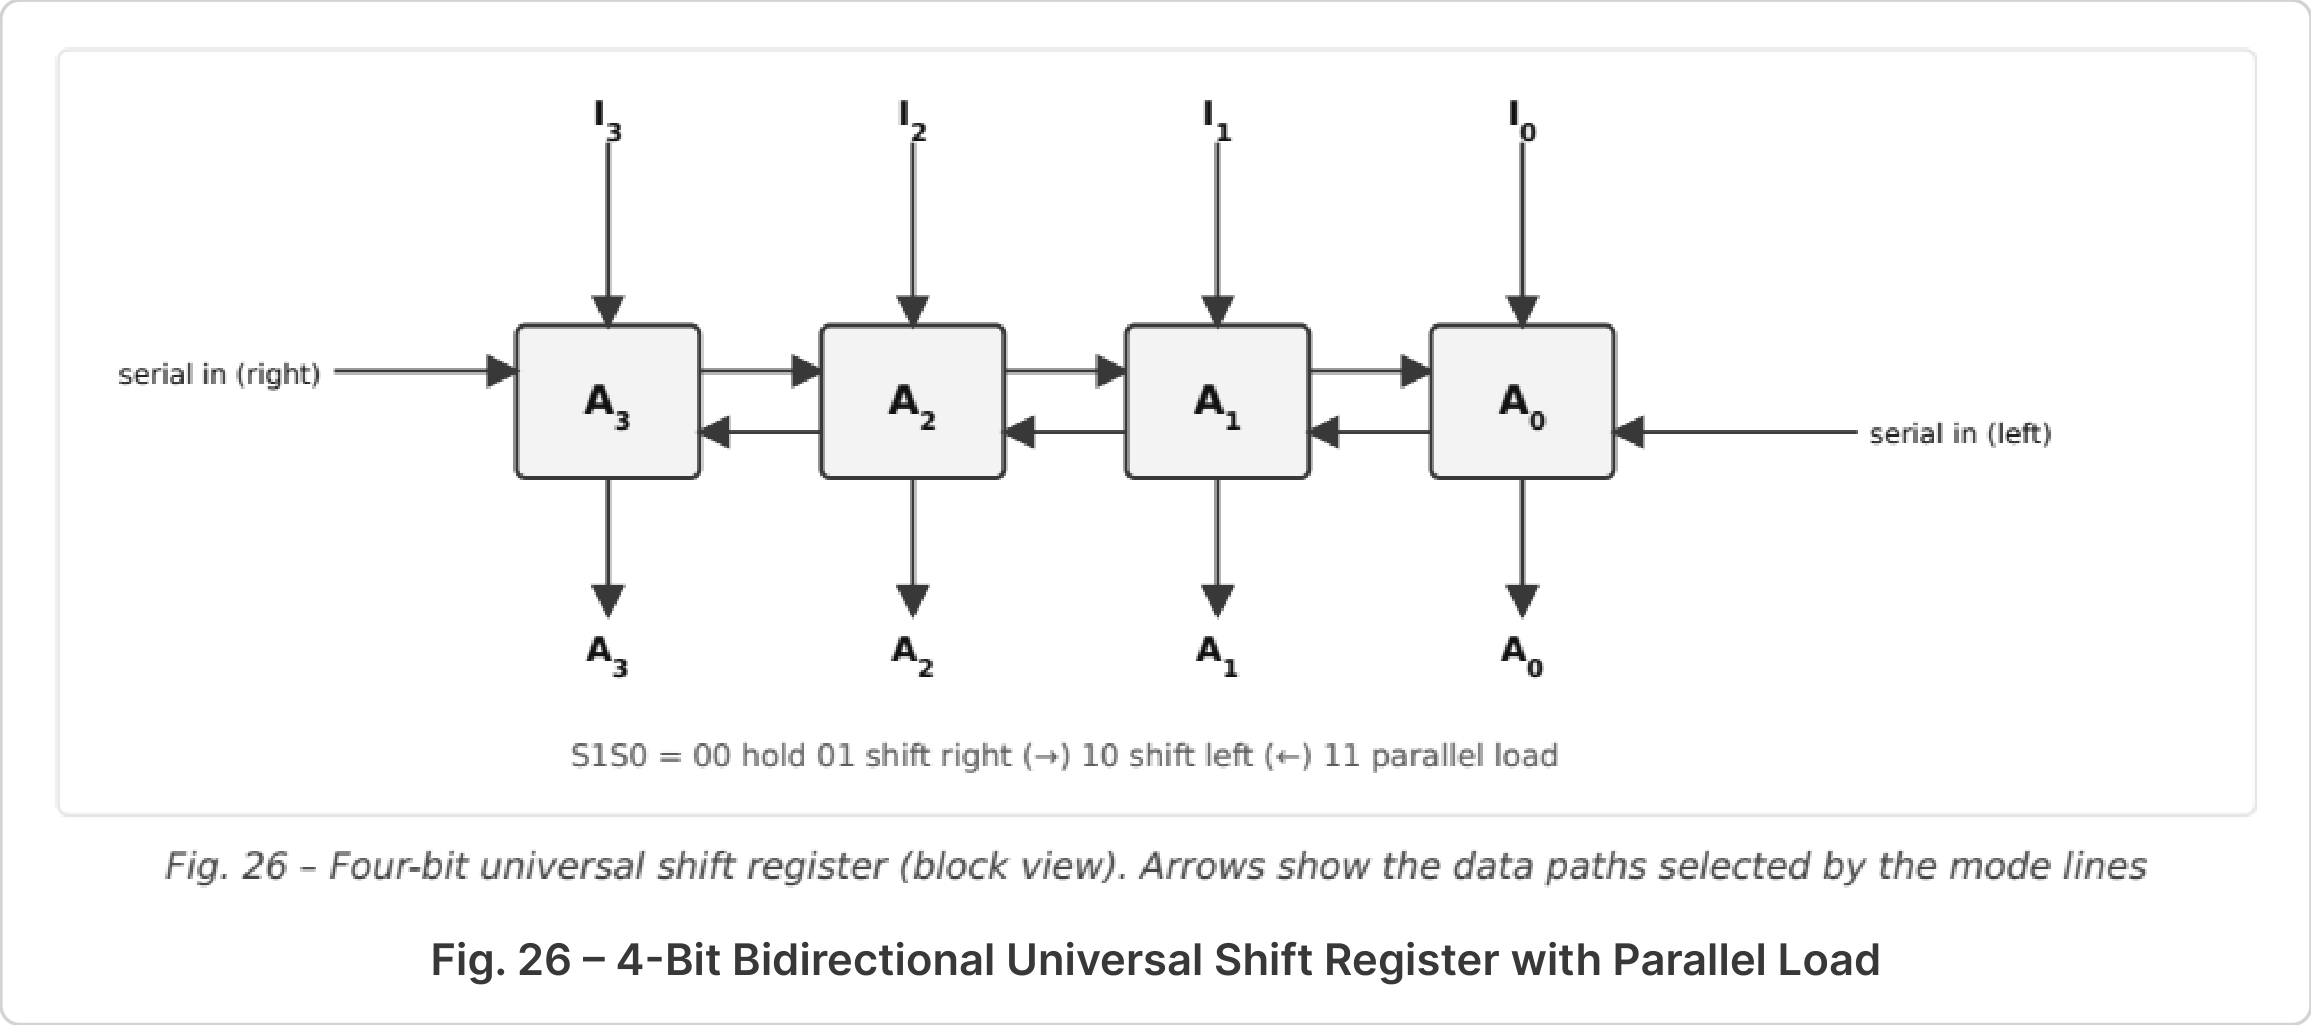 I3 I2 I1 I0
serial in (right)
A3 A2 A1 A0
serial in (left)
A3 A2 A1 A0
S1S0 = 00 hold 01 shift right (→) 10 shift left (←) 11 parallel load
Fig. 26 – Four-bit universal shift register (block view). Arrows show the data paths selected by the mode lines
Fig. 26 – 4-Bit Bidirectional Universal Shift Register with Parallel Load